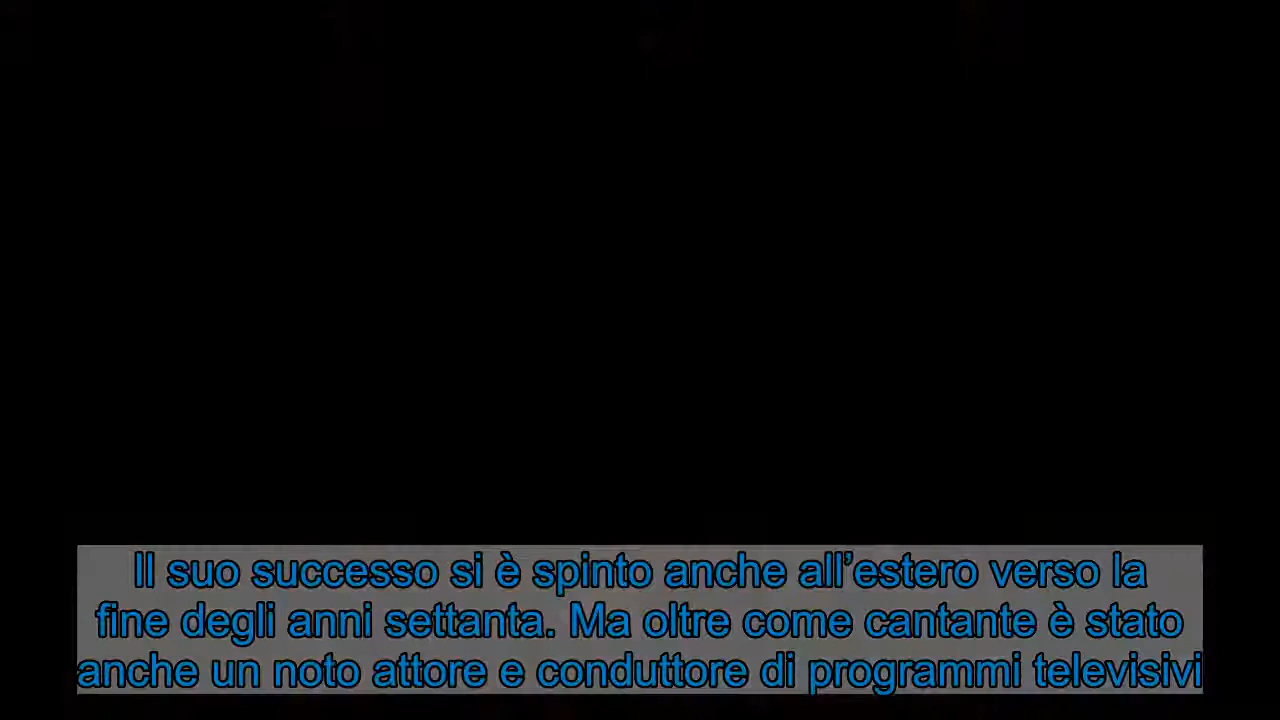 Il suo successo si è spinto anche all’estero verso la
fine degli anni settanta. Ma oltre come cantante è stato
anche un noto attore e conduttore di programmi televisivi